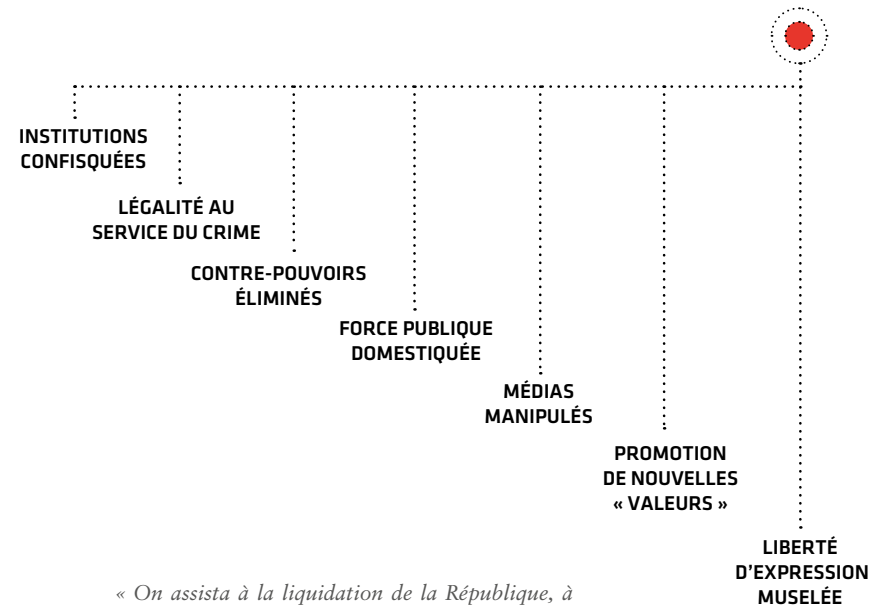 INSTITUTIONS
CONFISQUÉES
LÉGALITÉ AU
SERVICE DU CRIME
CONTRE-POUVOIRS
ÉLIMINÉS
FORCE PUBLIQUE
DOMESTIQUÉE
MÉDIAS
MANIPULÉS
PROMOTION
DE NOUVELLES
« VALEURS »
LIBERTÉ
D’EXPRESSION
MUSELÉE
« On assista à la liquidation de la République, à